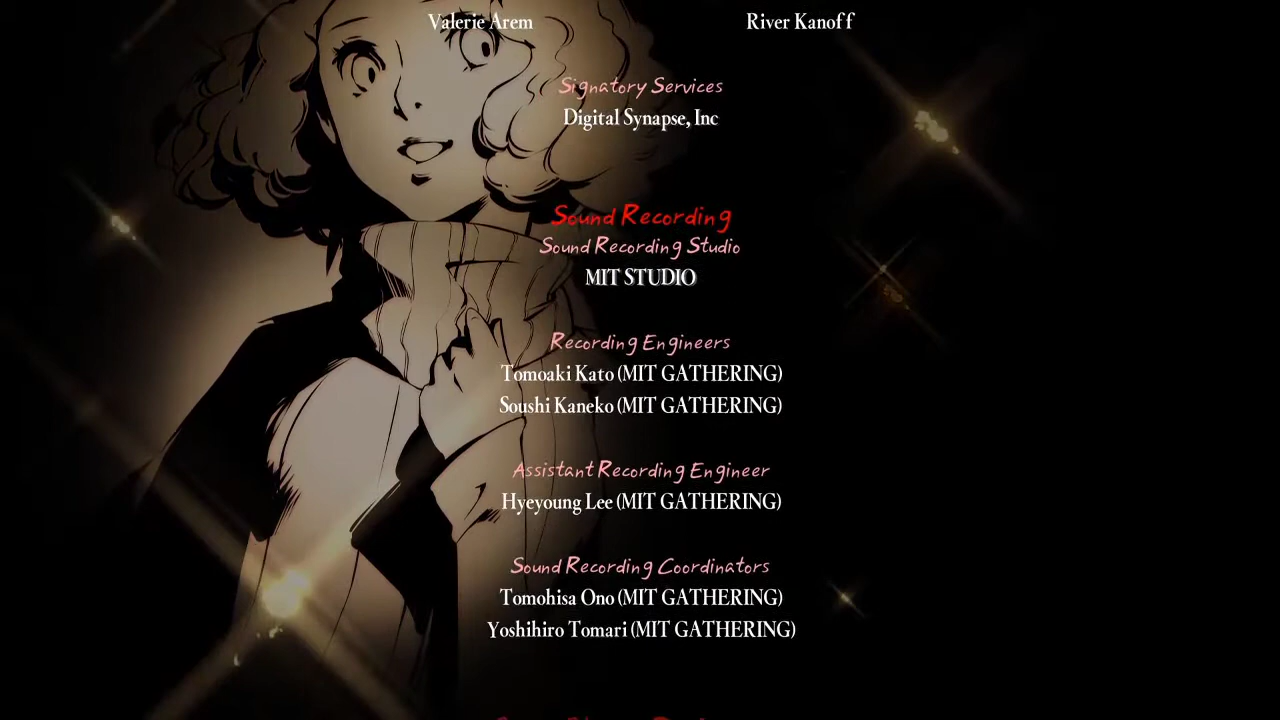 Valerie Arem River Kanoff
Signatory Services
Digital Synapse, Inc
Sound Recording
Sound Recording Studio
MIT STUDIO
Recording Engineers
Tomoaki Kato (MIT GATHERING)
Soushi Kaneko (MIT GATHERING)
Assistant Recording Engineer
Hyeyoung Lee (MIT GATHERING)
Sound Recording Coordinators
Tomohisa Ono (MIT GATHERING)
Yoshihiro Tomari (MIT GATHERING)